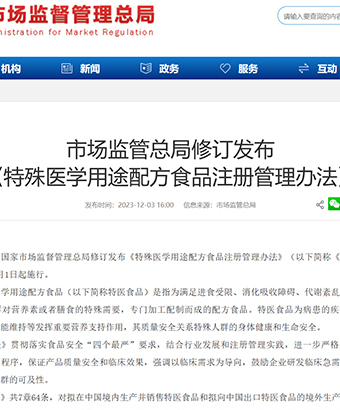 市场监督管理总局
ministration for Market Regulation
请输入要查询的内容
机构
新闻
政务
服务
互动
市场监管总局修订发布
《特殊医学用途配方食品注册管理办法》
发布时间：2023-12-03 16:00 信息来源：市场监管总局
国家市场监督管理总局修订发布《特殊医学用途配方食品注册管理办法》（以下简称《
月1日起施行。
学用途配方食品（以下简称特医食品）是指为满足进食受限、消化吸收障碍、代谢紊乱
对营养素或者膳食的特殊需要，专门加工配制而成的配方食品。特医食品为病患的疾
能维持等发挥重要营养支持作用，其质量安全关系特殊人群的身体健康和生命安全。
》贯彻落实食品安全“四个最严”要求，结合行业发展和注册管理实践，进一步严格
程序，保证产品质量安全和临床效果，强调以临床需求为导向，鼓励企业研发临床急需
群的可及性。
》共7章64条，对拟在中国境内生产并销售特医食品和拟向中国出口特医食品的境外生产